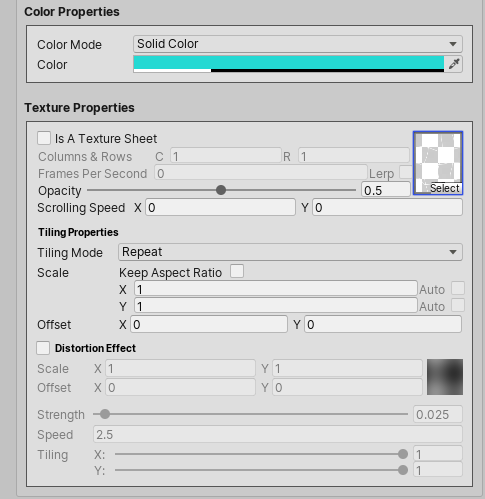 Color Properties
Color Mode Solid Color
Color
Texture Properties
Is A Texture Sheet
Columns & Rows C 1 R 1
Frames Per Second 0 Lerp
Opacity 0.5 Select
Scrolling Speed X 0 Y 0
Tiling Properties
Tiling Mode Repeat
Scale Keep Aspect Ratio
X 1 Auto
Y 1 Auto
Offset X 0 Y 0
Distortion Effect
Scale X 1 Y 1
Offset X 0 Y 0
Strength 0.025
Speed 2.5
Tiling X: 1
Y: 1